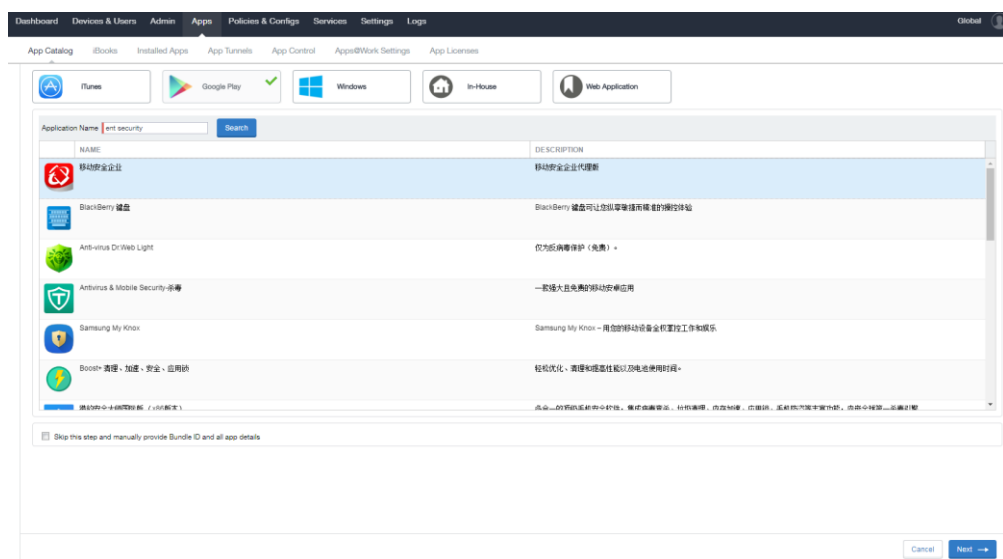 Dashboard Devices & Users Admin Apps Policies & Configs Services Settings Logs Global
App Catalog iBooks Installed Apps App Tunnels App Control Apps@Work Settings App Licenses
iTunes Google Play Windows In-House Web Application
Application Name ent security Search
NAME DESCRIPTION
移动安全企业 移动安全企业代理新
BlackBerry 键盘 BlackBerry 键盘可让您纵享敏捷而精准的操控体验
Anti-virus Dr.Web Light 仅为反病毒保护（免费）。
Antivirus & Mobile Security-杀毒 一款强大且免费的移动安卓应用
Samsung My Knox Samsung My Knox – 用您的移动设备全权掌控工作和娱乐
Boost+ 清理、加速、安全、应用锁 轻松优化、清理和提高性能以及电池使用时间。
Skip this step and manually provide Bundle ID and all app details
Cancel Next →